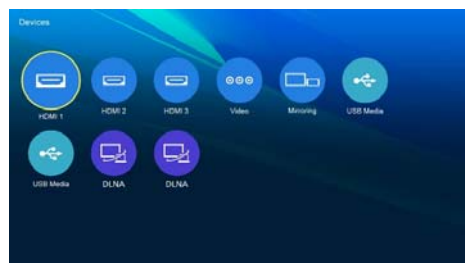 Devices
HDMI 1
HDMI 2
HDMI 3
Video
Mirroring
USB Media
USB Media
DLNA
DLNA